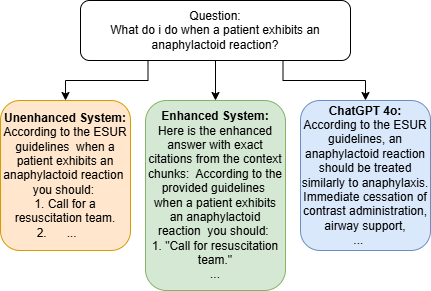 Question:
What do i do when a patient exhibits an
anaphylactoid reaction?
Unenhanced System:
According to the ESUR
guidelines when a
patient exhibits an
anaphylactoid reaction
you should:
1. Call for a
resuscitation team.
2. ...
Enhanced System:
Here is the enhanced
answer with exact
citations from the context
chunks: According to the
provided guidelines
when a patient exhibits
an anaphylactoid
reaction you should:
1. "Call for resuscitation
team."
...
ChatGPT 4o:
According to the ESUR
guidelines, an
anaphylactoid reaction
should be treated
similarly to anaphylaxis.
Immediate cessation of
contrast administration,
airway support,
...